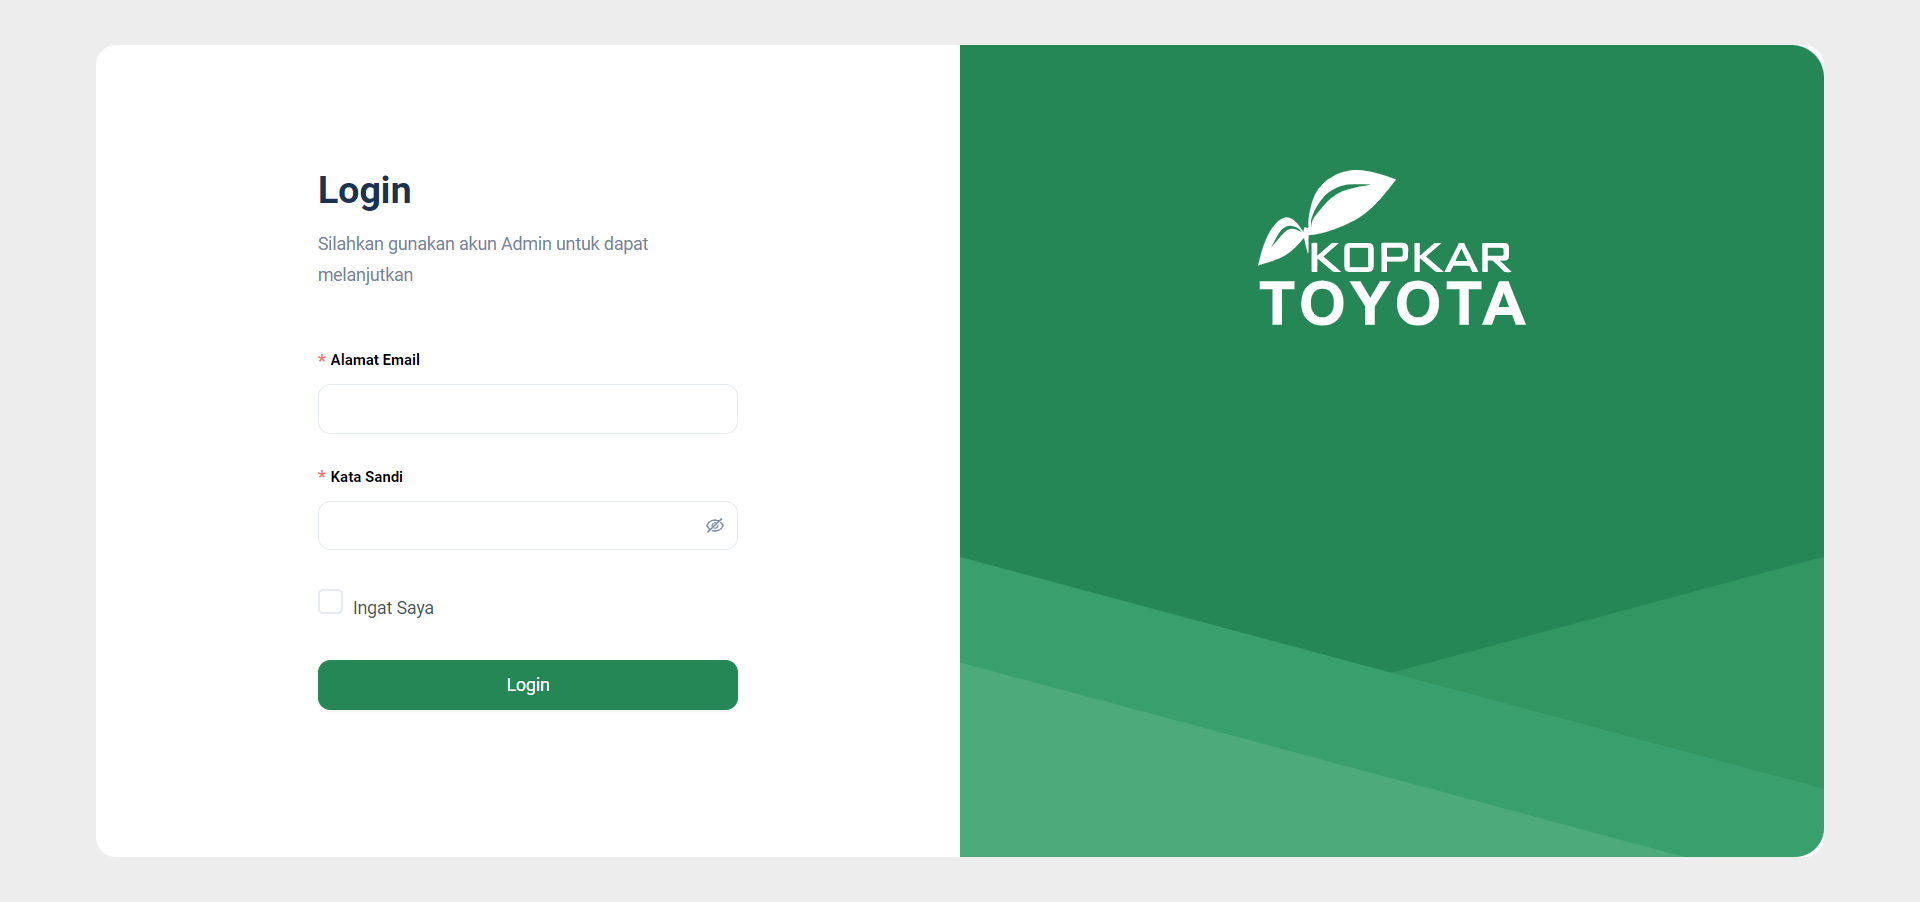 Login
Silahkan gunakan akun Admin untuk dapat
melanjutkan
* Alamat Email
* Kata Sandi
Ingat Saya
Login
KOPKAR
TOYOTA